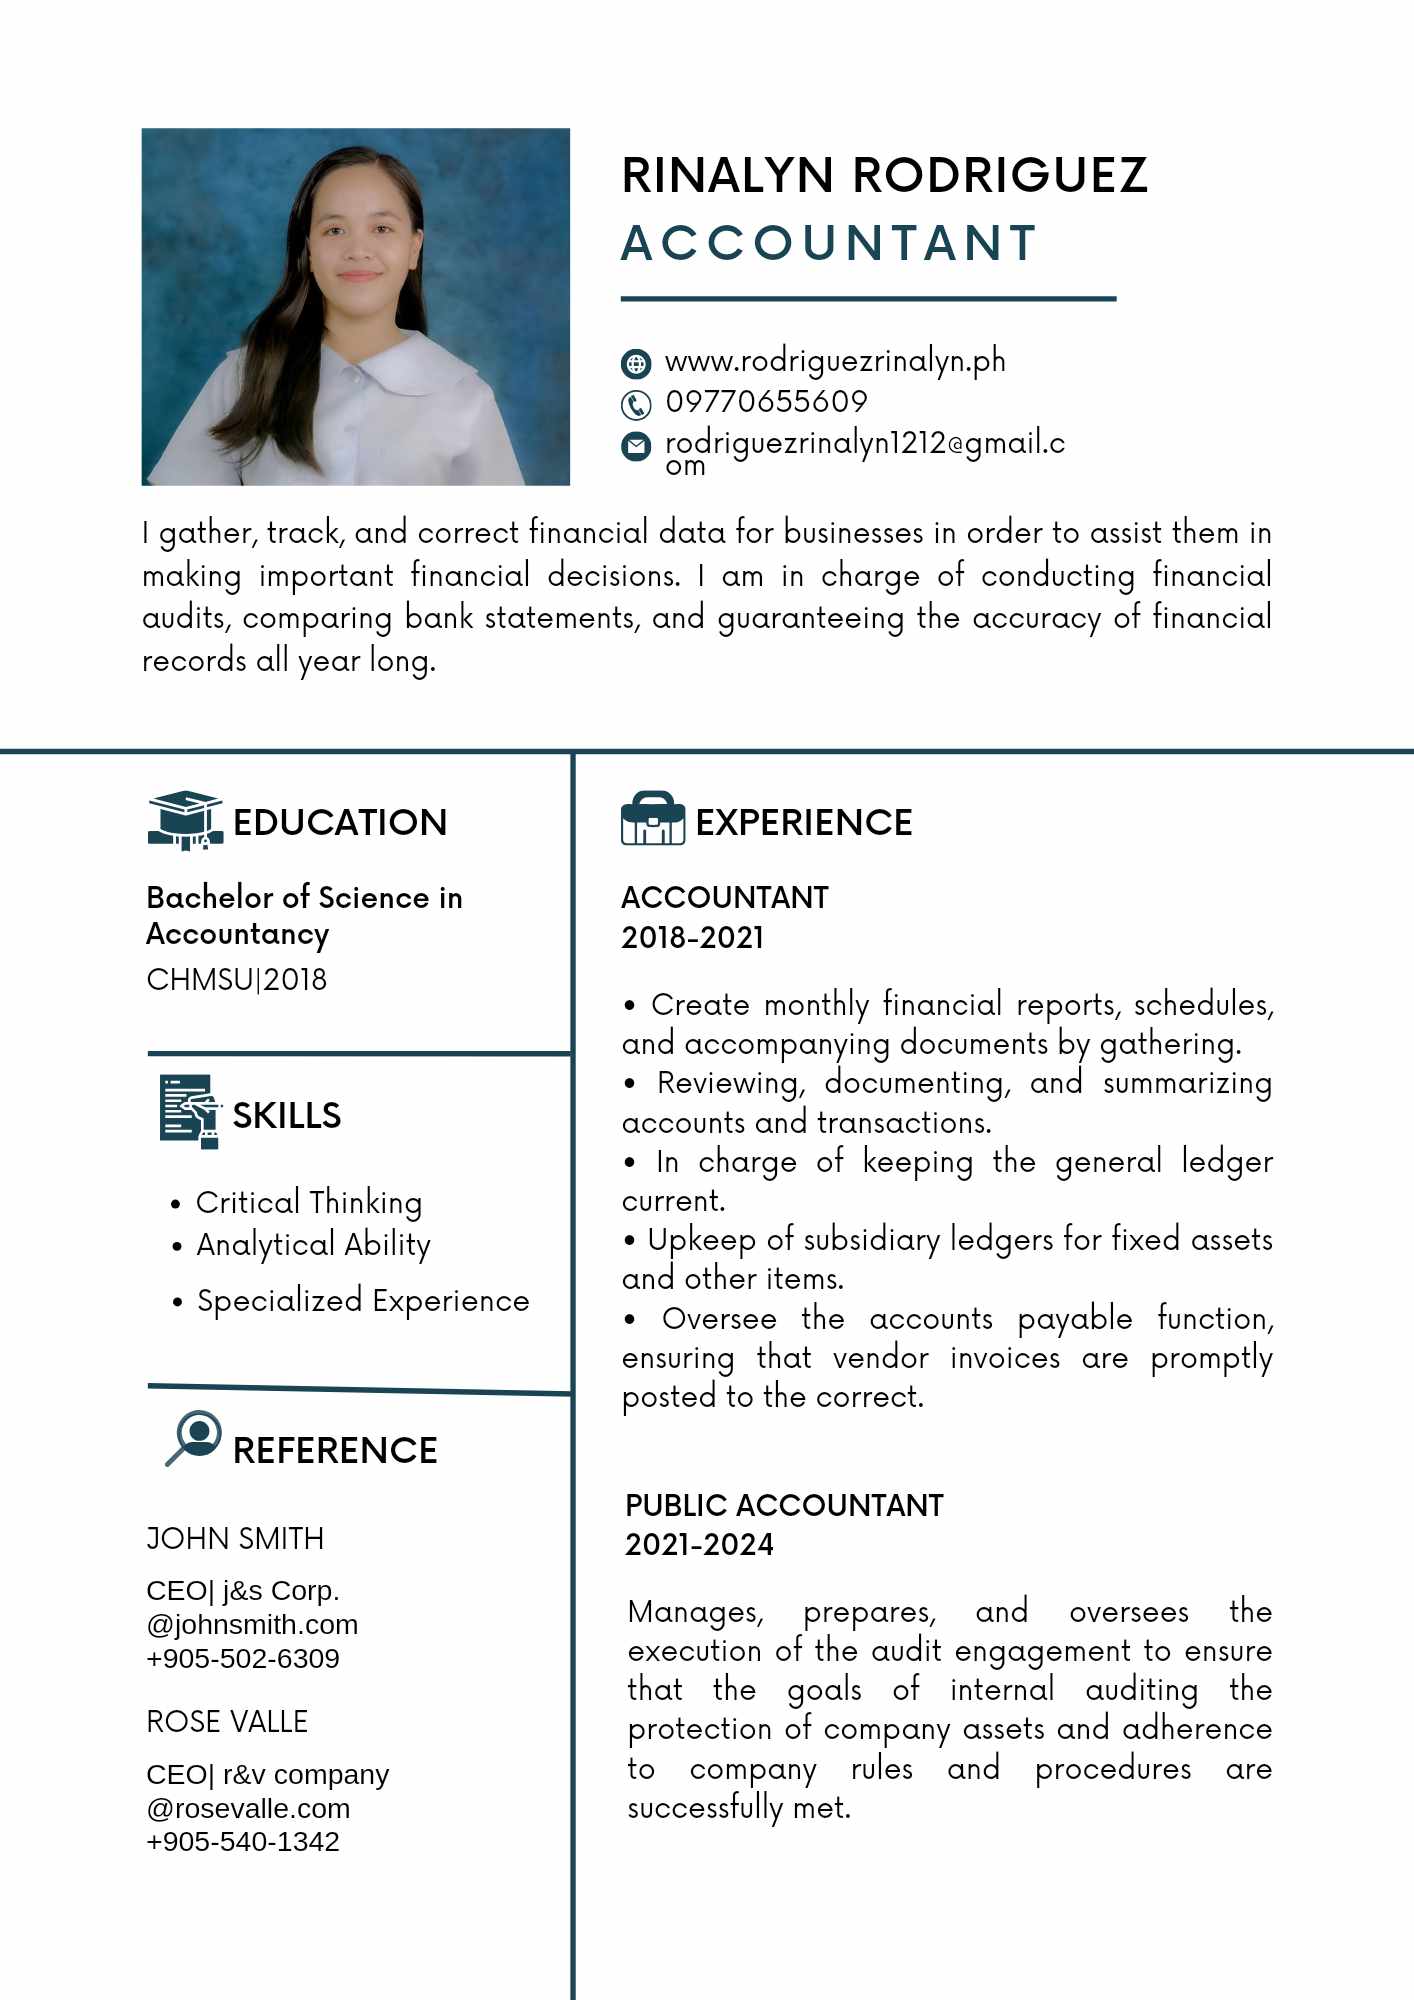 RINALYN RODRIGUEZ
ACCOUNTANT
www.rodriguezrinalyn.ph
09770655609
rodriguezrinalyn1212@gmail.c
om
I gather, track, and correct financial data for businesses in order to assist them in
making important financial decisions. I am in charge of conducting financial
audits, comparing bank statements, and guaranteeing the accuracy of financial
records all year long.
EDUCATION
Bachelor of Science in
Accountancy
CHMSU|2018
SKILLS
• Critical Thinking
• Analytical Ability
• Specialized Experience
REFERENCE
JOHN SMITH
CEO| j&s Corp.
@johnsmith.com
+905-502-6309
ROSE VALLE
CEO| r&v company
@rosevalle.com
+905-540-1342
EXPERIENCE
ACCOUNTANT
2018-2021
• Create monthly financial reports, schedules,
and accompanying documents by gathering.
• Reviewing, documenting, and summarizing
accounts and transactions.
• In charge of keeping the general ledger
current.
• Upkeep of subsidiary ledgers for fixed assets
and other items.
• Oversee the accounts payable function,
ensuring that vendor invoices are promptly
posted to the correct.
PUBLIC ACCOUNTANT
2021-2024
Manages, prepares, and oversees the
execution of the audit engagement to ensure
that the goals of internal auditing the
protection of company assets and adherence
to company rules and procedures are
successfully met.